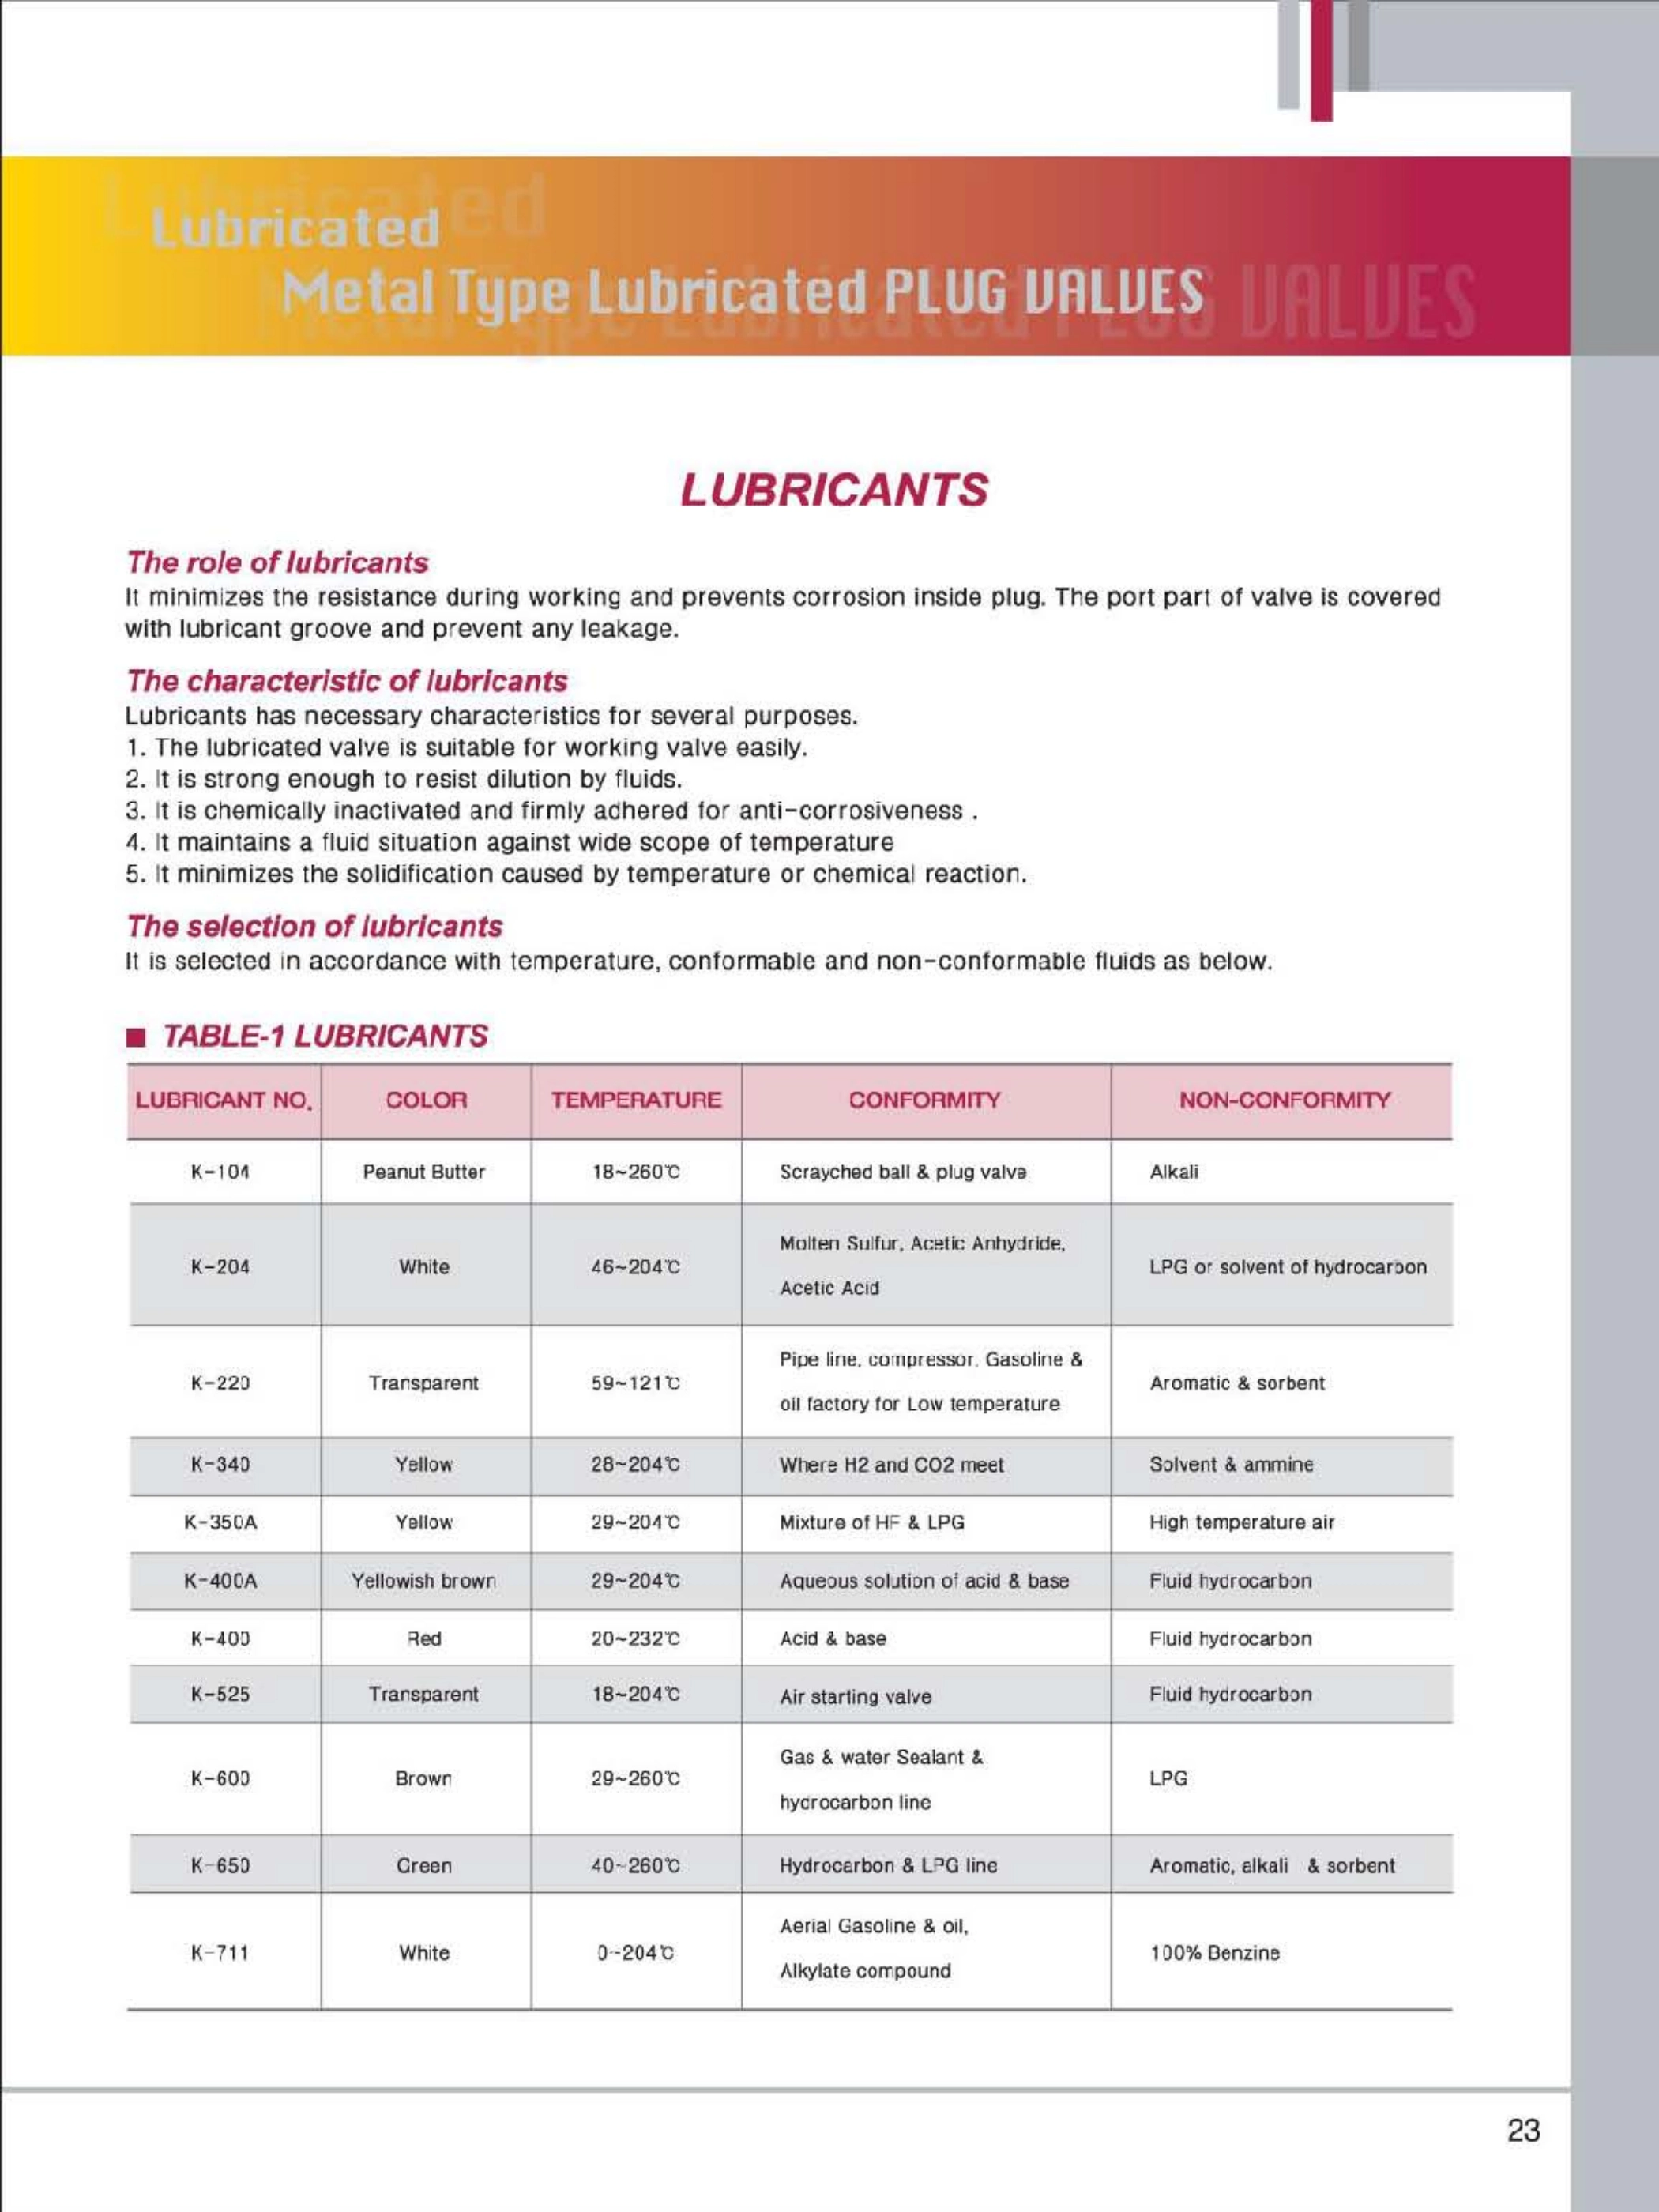 Lubricated
Metal Type Lubricated PLUG VALVES
LUBRICANTS
The role of lubricants
It minimizes the resistance during working and prevents corrosion inside plug. The port part of valve is covered
with lubricant groove and prevent any leakage.
The characteristic of lubricants
Lubricants has necessary characteristics for several purposes.
1. The lubricated valve is suitable for working valve easily.
2. It is strong enough to resist dilution by fluids.
3. It is chemically inactivated and firmly adhered for anti-corrosiveness .
4. It maintains a fluid situation against wide scope of temperature
5. It minimizes the solidification caused by temperature or chemical reaction.
The selection of lubricants
It is selected in accordance with temperature, conformable and non-conformable fluids as below.
■ TABLE-1 LUBRICANTS
LUBRICANT NO. COLOR TEMPERATURE CONFORMITY NON-CONFORMITY
K-104 Peanut Butter 18~260℃ Scrayched ball & plug valve Alkali
K-204 White 46~204℃ Molten Sulfur, Acetic Anhydride,
Acetic Acid LPG or solvent of hydrocarbon
K-220 Transparent 59~121℃ Pipe line, compressor, Gasoline &
oil factory for Low temperature Aromatic & sorbent
K-340 Yellow 28~204℃ Where H2 and CO2 meet Solvent & ammine
K-350A Yellow 29~204℃ Mixture of HF & LPG High temperature air
K-400A Yellowish brown 29~204℃ Aqueous solution of acid & base Fluid hydrocarbon
K-400 Red 20~232℃ Acid & base Fluid hydrocarbon
K-525 Transparent 18~204℃ Air starting valve Fluid hydrocarbon
K-600 Brown 29~260℃ Gas & water Sealant &
hydrocarbon line LPG
K-650 Green 40~260℃ Hydrocarbon & LPG line Aromatic, alkali & sorbent
K-711 White 0~204℃ Aerial Gasoline & oil,
Alkylate compound 100% Benzine
23